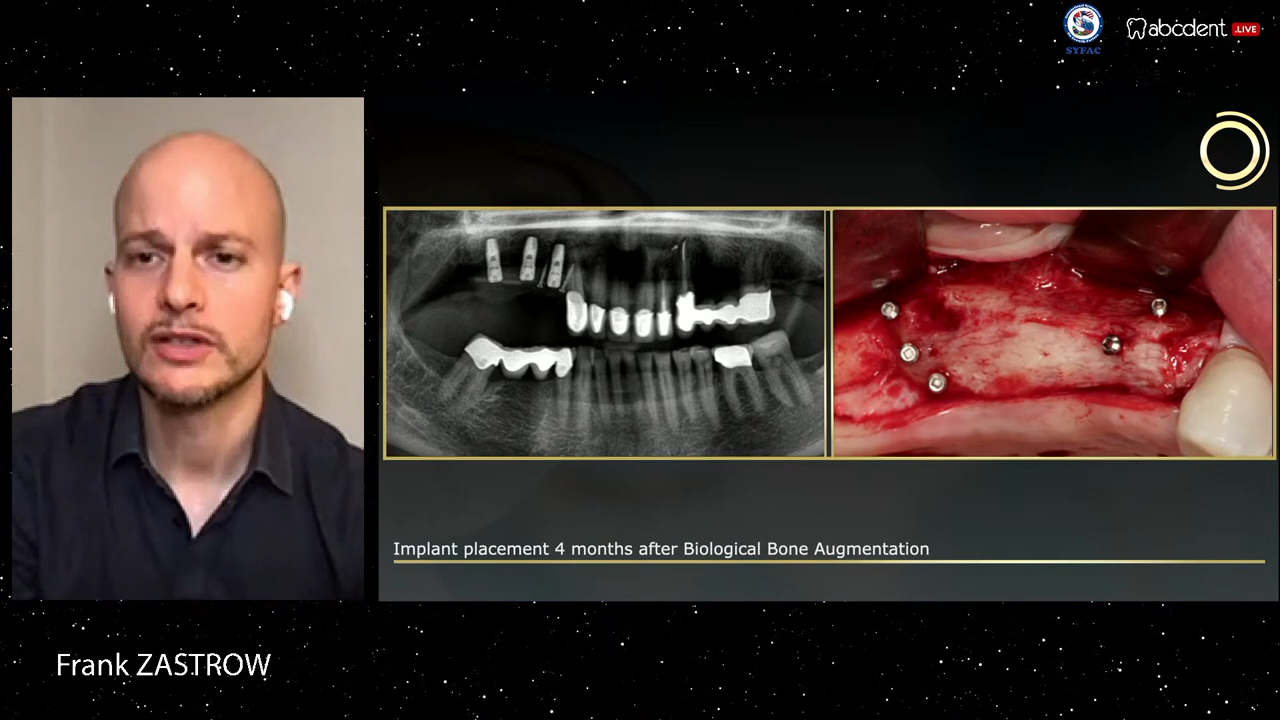 SYFAC
abcdent .LIVE
Implant placement 4 months after Biological Bone Augmentation
Frank ZASTROW